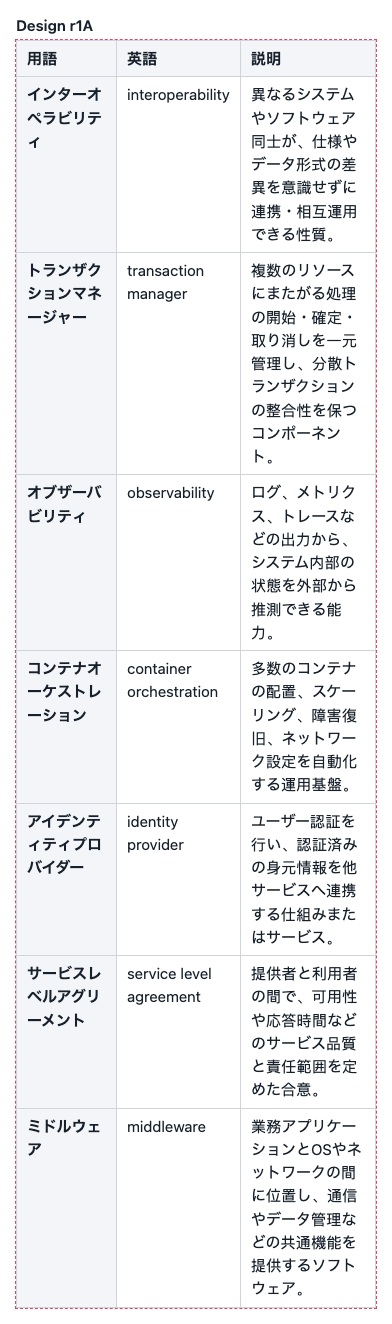 Design r1A
用語 英語 説明
インターオ
ペラビリテ
ィ
interoperability
異なるシステム
やソフトウェア
同士が、仕様や
データ形式の差
異を意識せずに
連携・相互運用
できる性質。
トランザク
ションマネ
ージャー
transaction
manager
複数のリソース
にまたがる処理
の開始・確定・
取り消しを一元
管理し、分散ト
ランザクション
の整合性を保つ
コンポーネン
ト。
オブザーバ
ビリティ
observability
ログ、メトリク
ス、トレースな
どの出力から、
システム内部の
状態を外部から
推測できる能
力。
コンテナオ
ーケストレ
ーション
container
orchestration
多数のコンテナ
の配置、スケー
リング、障害復
旧、ネットワー
ク設定を自動化
する運用基盤。
アイデンテ
ィティプロ
バイダー
identity
provider
ユーザー認証を
行い、認証済み
の身元情報を他
サービスへ連携
する仕組みまた
はサービス。
サービスレ
ベルアグリ
ーメント
service level
agreement
提供者と利用者
の間で、可用性
や応答時間など
のサービス品質
と責任範囲を定
めた合意。
ミドルウェ
ア
middleware
業務アプリケー
ションとOSやネ
ットワークの間
に位置し、通信
やデータ管理な
どの共通機能を
提供するソフト
ウェア。